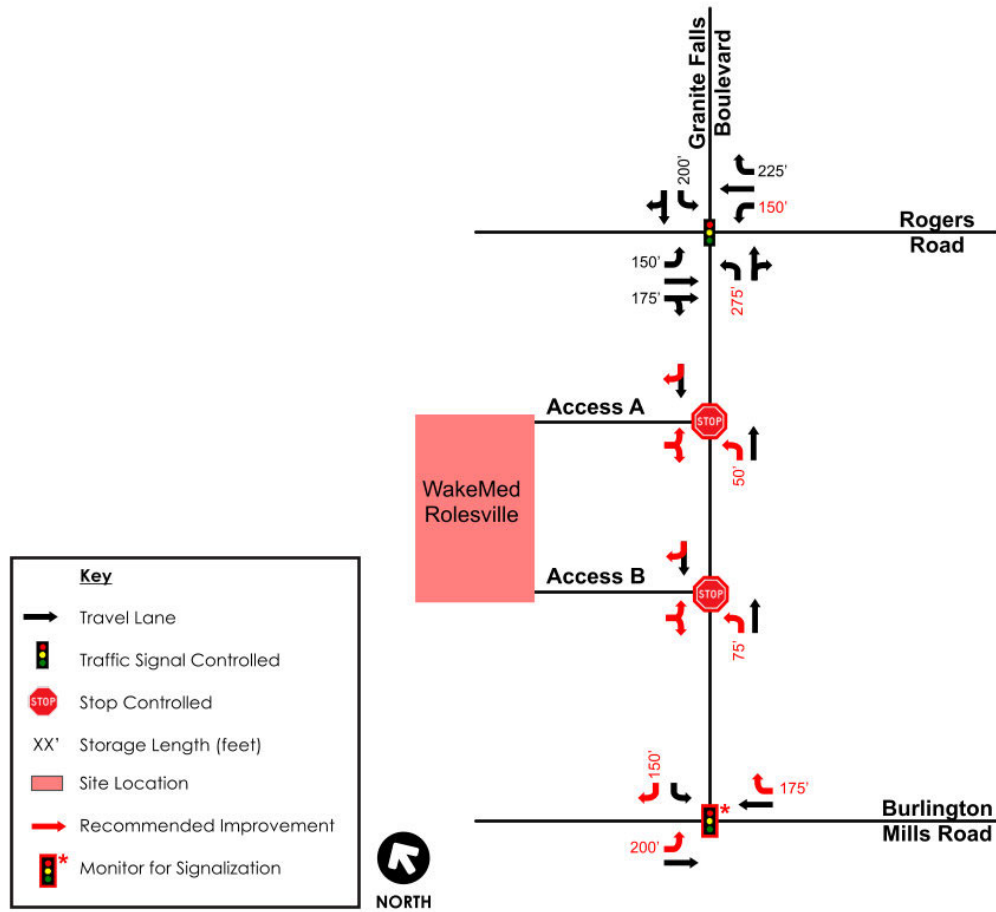 Granite Falls
Boulevard
200'
225'
150'
Rogers
Road
150'
175'
275'
Access A
STOP
50'
WakeMed
Rolesville
Access B
STOP
75'
150'
175'
*
Burlington
Mills Road
200'
Key
Travel Lane
Traffic Signal Controlled
STOP
Stop Controlled
XX' Storage Length (feet)
Site Location
Recommended Improvement
* Monitor for Signalization
NORTH